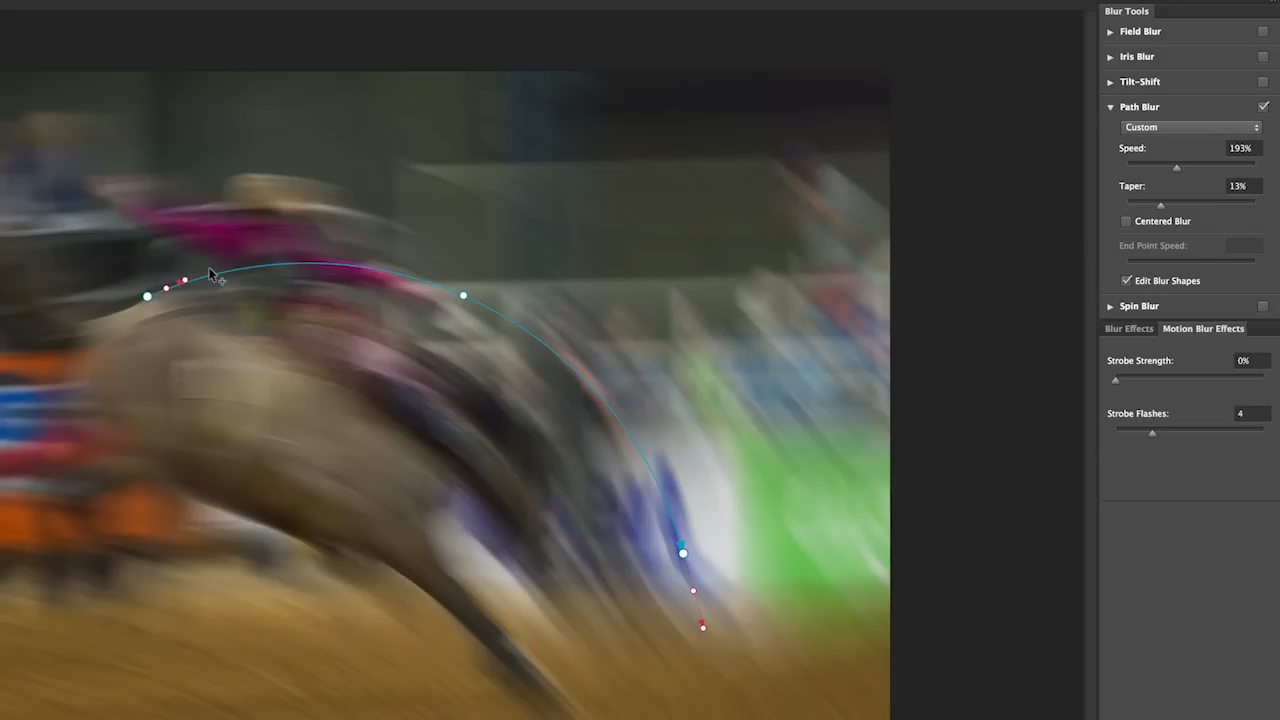 Blur Tools
Field Blur
Iris Blur
Tilt-Shift
Path Blur
Custom
Speed: 193%
Taper: 13%
Centered Blur
End Point Speed:
Edit Blur Shapes
Spin Blur
Blur Effects Motion Blur Effects
Strobe Strength: 0%
Strobe Flashes: 4